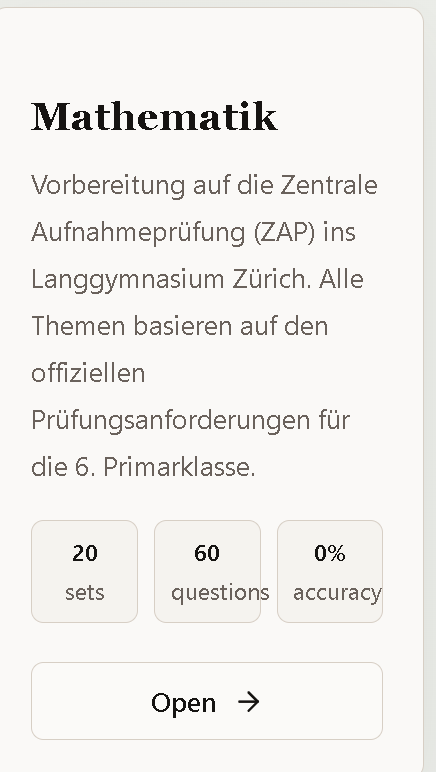 Mathematik
Vorbereitung auf die Zentrale
Aufnahmeprüfung (ZAP) ins
Langgymnasium Zürich. Alle
Themen basieren auf den
offiziellen
Prüfungsanforderungen für
die 6. Primarklasse.
20 60 0%
sets questions accuracy
Open →